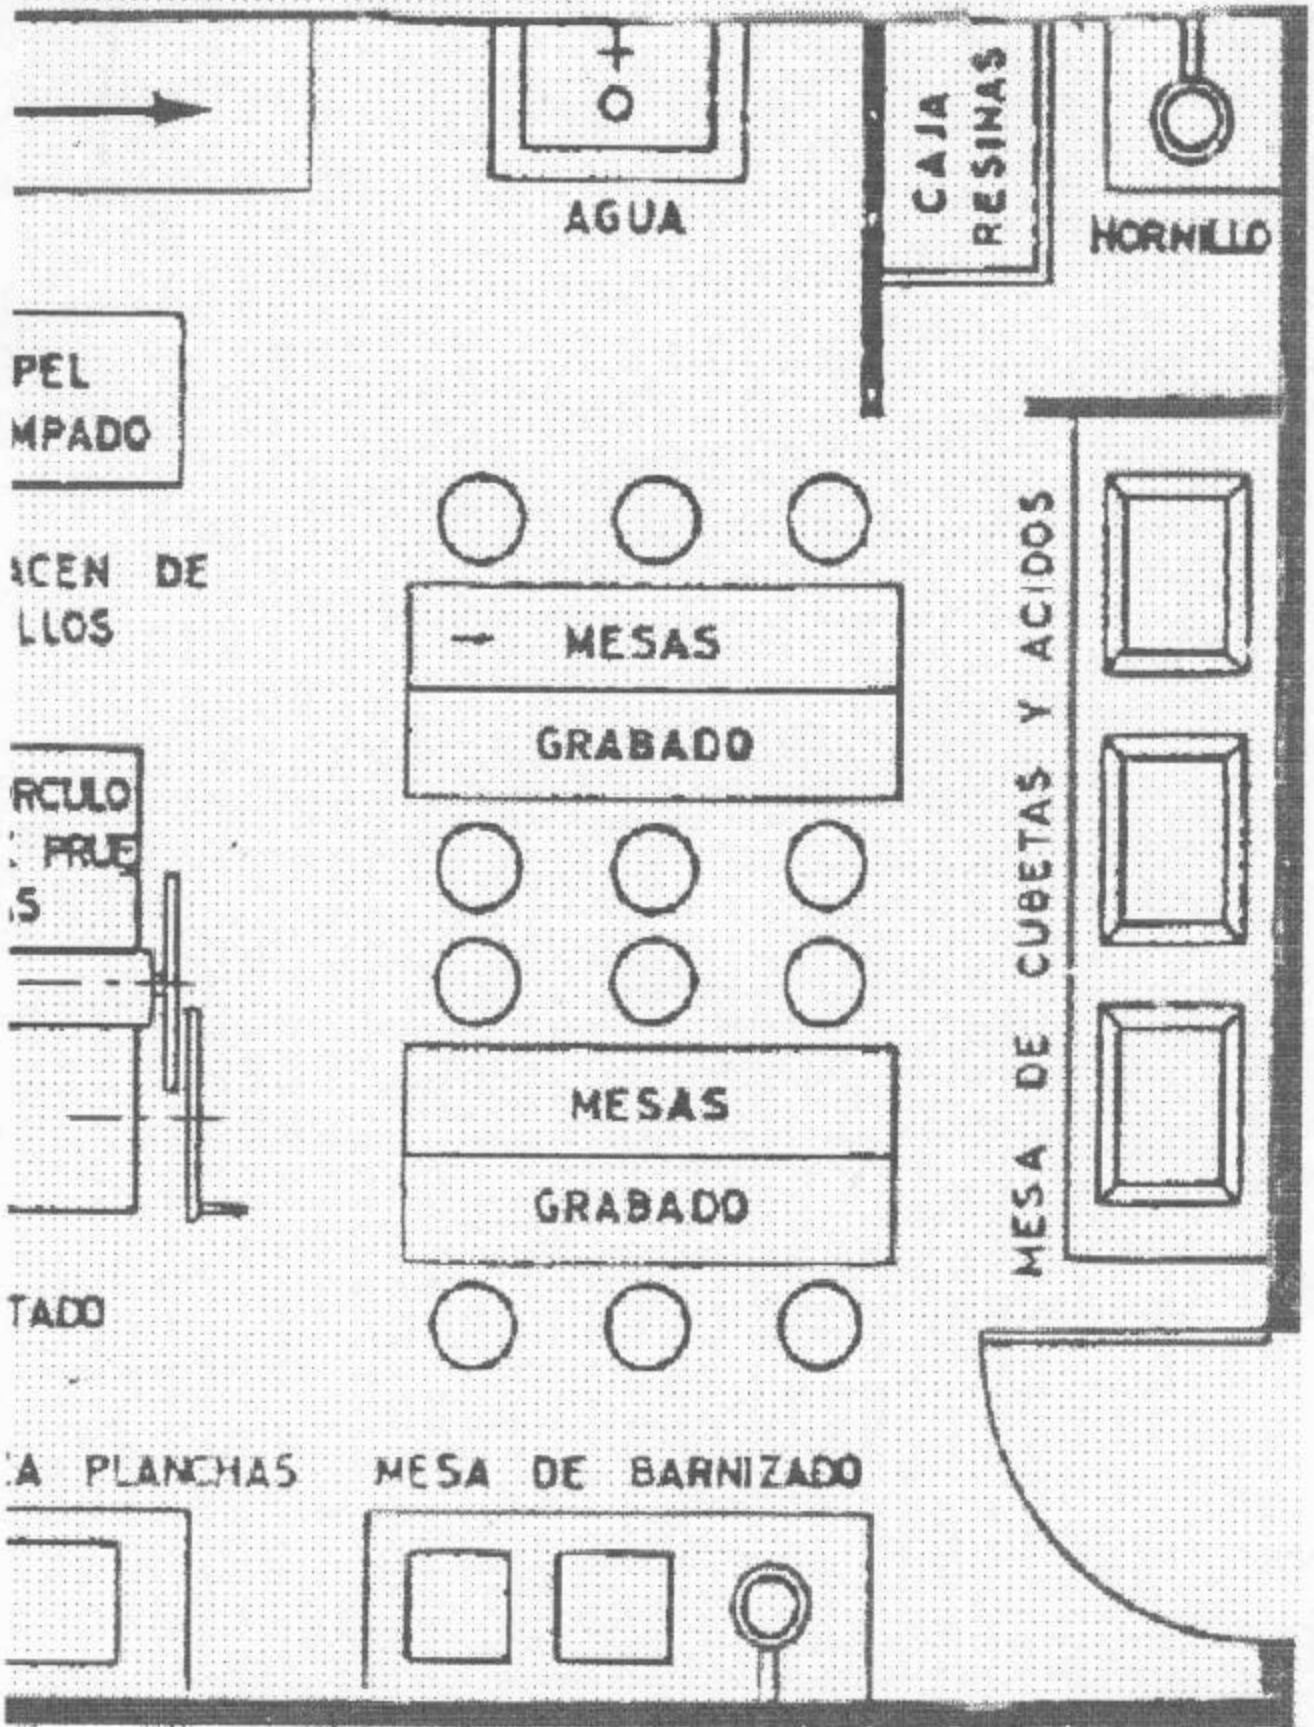 AGUA
CAJA
RESINAS
HORNILLO
PEL
MPADO
ACEN DE
LLOS
MESAS
GRABADO
MESA DE CUBETAS Y ACIDOS
RCULO
PRUE
AS
MESAS
GRABADO
TADO
A PLANCHAS
MESA DE BARNIZADO